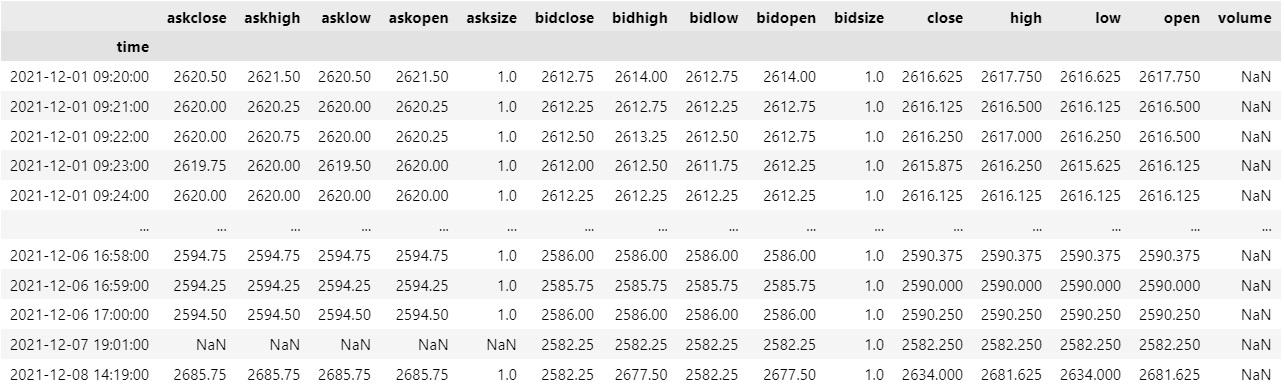 askclose askhigh asklow askopen asksize bidclose bidhigh bidlow bidopen bidsize close high low open volume
time
2021-12-01 09:20:00 2620.50 2621.50 2620.50 2621.50 1.0 2612.75 2614.00 2612.75 2614.00 1.0 2616.625 2617.750 2616.625 2617.750 NaN
2021-12-01 09:21:00 2620.00 2620.25 2620.00 2620.25 1.0 2612.25 2612.75 2612.25 2612.75 1.0 2616.125 2616.500 2616.125 2616.500 NaN
2021-12-01 09:22:00 2620.00 2620.75 2620.00 2620.25 1.0 2612.50 2613.25 2612.50 2612.75 1.0 2616.250 2617.000 2616.250 2616.500 NaN
2021-12-01 09:23:00 2619.75 2620.00 2619.50 2620.00 1.0 2612.00 2612.50 2611.75 2612.25 1.0 2615.875 2616.250 2615.625 2616.125 NaN
2021-12-01 09:24:00 2620.00 2620.00 2620.00 2620.00 1.0 2612.25 2612.25 2612.25 2612.25 1.0 2616.125 2616.125 2616.125 2616.125 NaN
... ... ... ... ... ... ... ... ... ... ... ... ... ... ... ...
2021-12-06 16:58:00 2594.75 2594.75 2594.75 2594.75 1.0 2586.00 2586.00 2586.00 2586.00 1.0 2590.375 2590.375 2590.375 2590.375 NaN
2021-12-06 16:59:00 2594.25 2594.25 2594.25 2594.25 1.0 2585.75 2585.75 2585.75 2585.75 1.0 2590.000 2590.000 2590.000 2590.000 NaN
2021-12-06 17:00:00 2594.50 2594.50 2594.50 2594.50 1.0 2586.00 2586.00 2586.00 2586.00 1.0 2590.250 2590.250 2590.250 2590.250 NaN
2021-12-07 19:01:00 NaN NaN NaN NaN NaN 2582.25 2582.25 2582.25 2582.25 1.0 2582.250 2582.250 2582.250 2582.250 NaN
2021-12-08 14:19:00 2685.75 2685.75 2685.75 2685.75 1.0 2582.25 2677.50 2582.25 2677.50 1.0 2634.000 2681.625 2634.000 2681.625 NaN